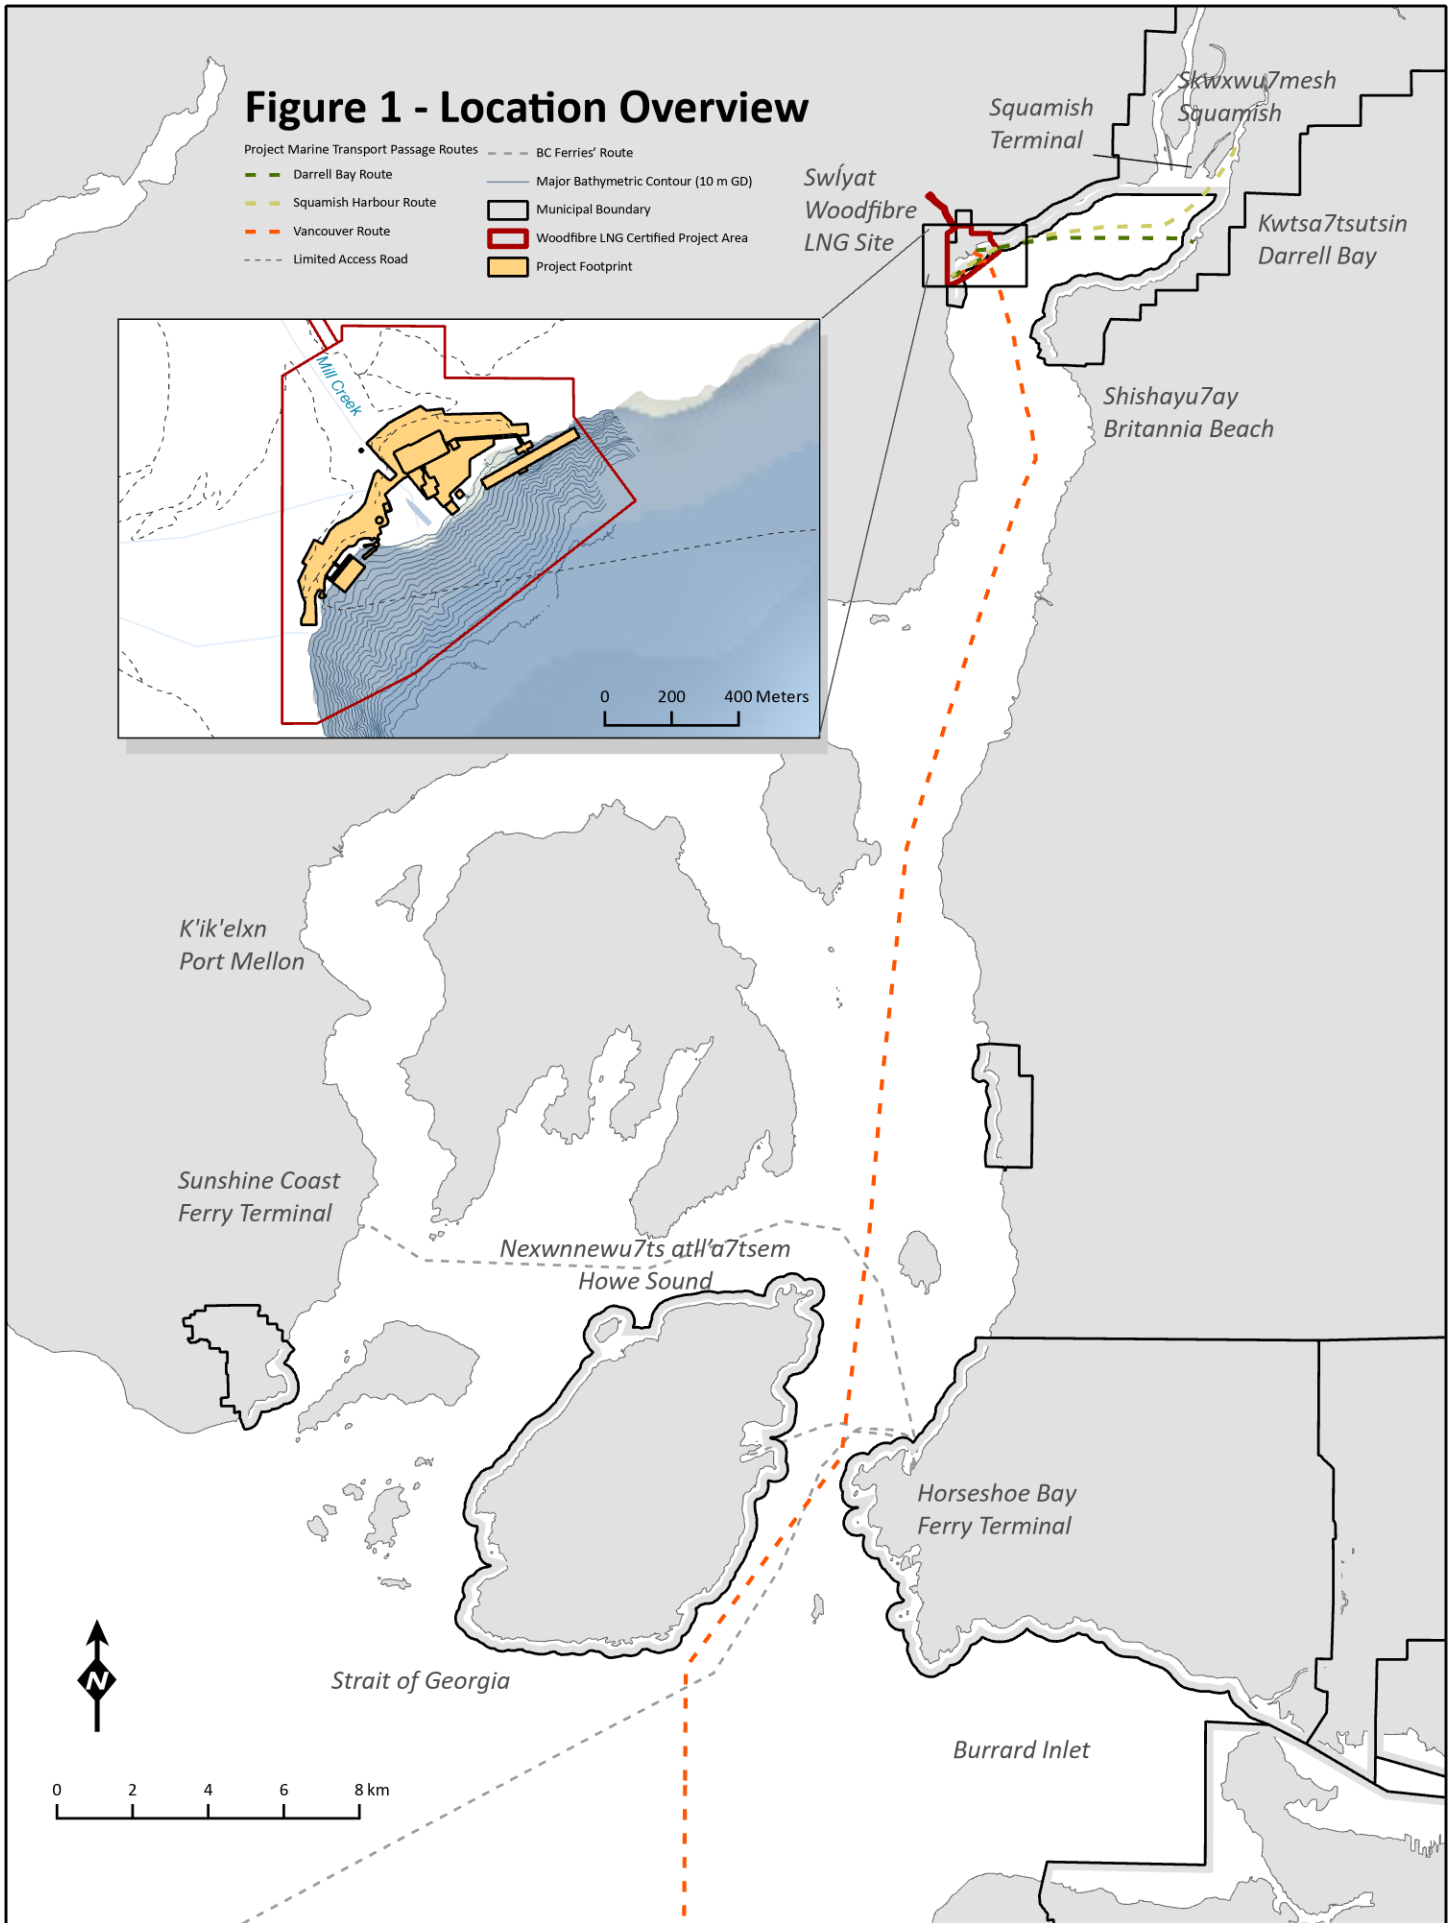 Figure 1 - Location Overview
Project Marine Transport Passage Routes
Darrell Bay Route
Squamish Harbour Route
Vancouver Route
Limited Access Road
BC Ferries' Route
Major Bathymetric Contour (10 m GD)
Municipal Boundary
Woodfibre LNG Certified Project Area
Project Footprint
Skwxwu7mesh
Squamish
Squamish
Terminal
Swíyat
Woodfibre
LNG Site
Kwtsa7tsutsin
Darrell Bay
Mill Creek
0 200 400 Meters
Shishayu7ay
Britannia Beach
K'ik'elxn
Port Mellon
Sunshine Coast
Ferry Terminal
Nexwnnewu7ts atll’a7tsem
Howe Sound
Horseshoe Bay
Ferry Terminal
N
Strait of Georgia
Burrard Inlet
0 2 4 6 8 km